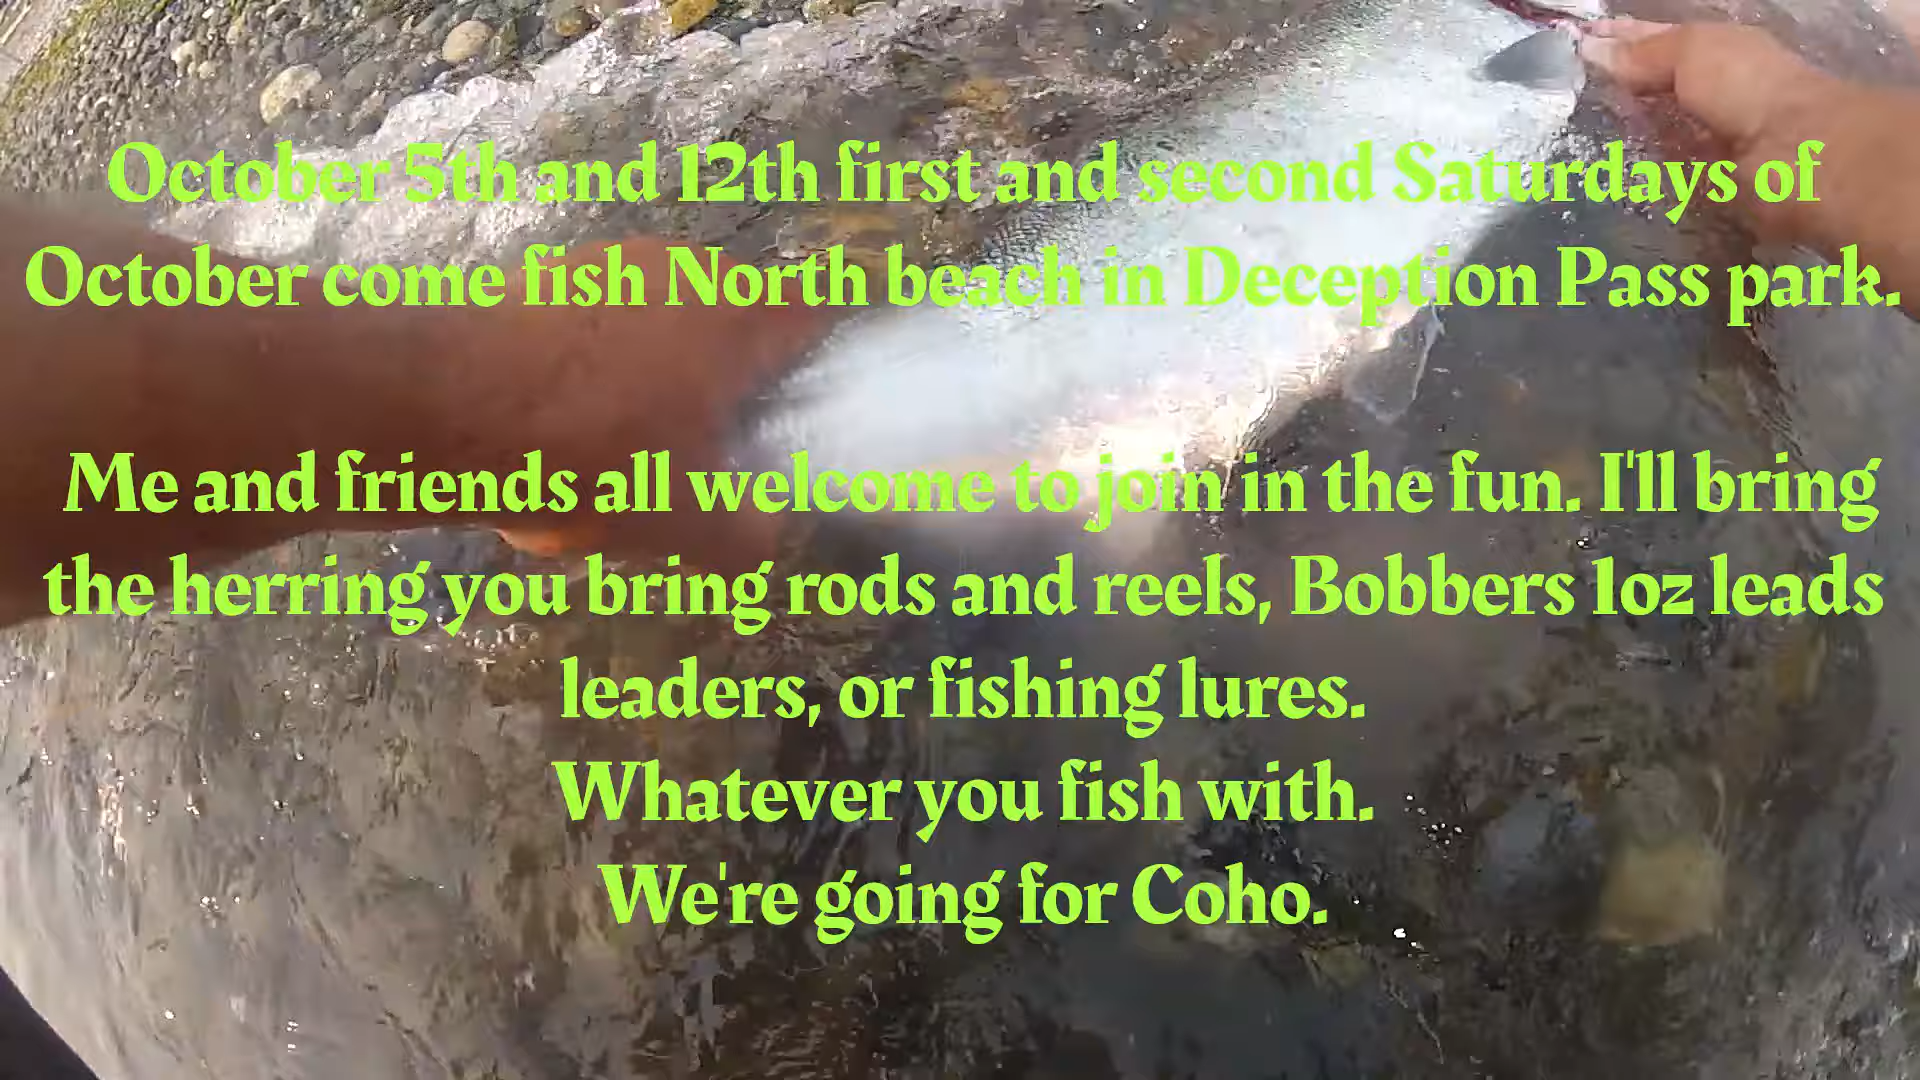 October 5th and 12th first and second Saturdays of
October come fish North beach in Deception Pass park.
Me and friends all welcome to join in the fun. I'll bring
the herring you bring rods and reels, Bobbers 1oz leads
leaders, or fishing lures.
Whatever you fish with.
We're going for Coho.